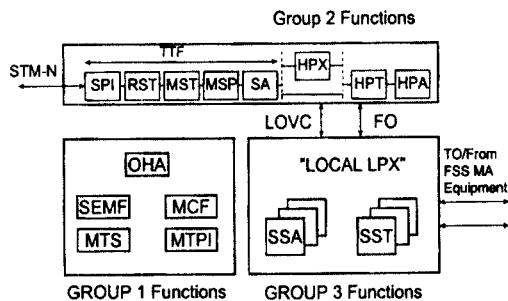 Group 2 Functions
TTF
HPX
STM-N
SPI RST MST MSP SA HPT HPA
LOVC FO
OHA
SEMF MCF
MTS MTPI
"LOCAL LPX"
SSA SST
TO/From
FSS MA
Equipment
GROUP 1 Functions GROUP 3 Functions